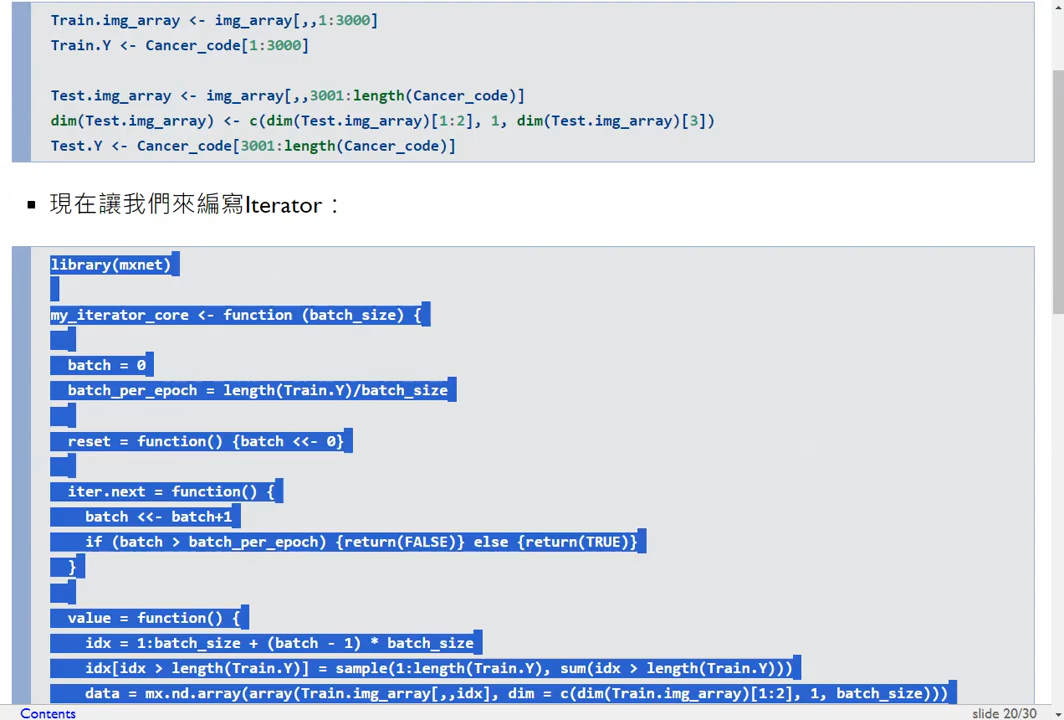 Train.img_array <- img_array[,,1:3000]
Train.Y <- Cancer_code[1:3000]
Test.img_array <- img_array[,,3001:length(Cancer_code)]
dim(Test.img_array) <- c(dim(Test.img_array)[1:2], 1, dim(Test.img_array)[3])
Test.Y <- Cancer_code[3001:length(Cancer_code)]
▪ 現在讓我們來編寫Iterator：
library(mxnet)
my_iterator_core <- function (batch_size) {
batch = 0
batch_per_epoch = length(Train.Y)/batch_size
reset = function() {batch <<- 0}
iter.next = function() {
batch <<- batch+1
if (batch > batch_per_epoch) {return(FALSE)} else {return(TRUE)}
}
value = function() {
idx = 1:batch_size + (batch - 1) * batch_size
idx[idx > length(Train.Y)] = sample(1:length(Train.Y), sum(idx > length(Train.Y)))
data = mx.nd.array(array(Train.img_array[,,idx], dim = c(dim(Train.img_array)[1:2], 1, batch_size)))
Contents
slide 20/30